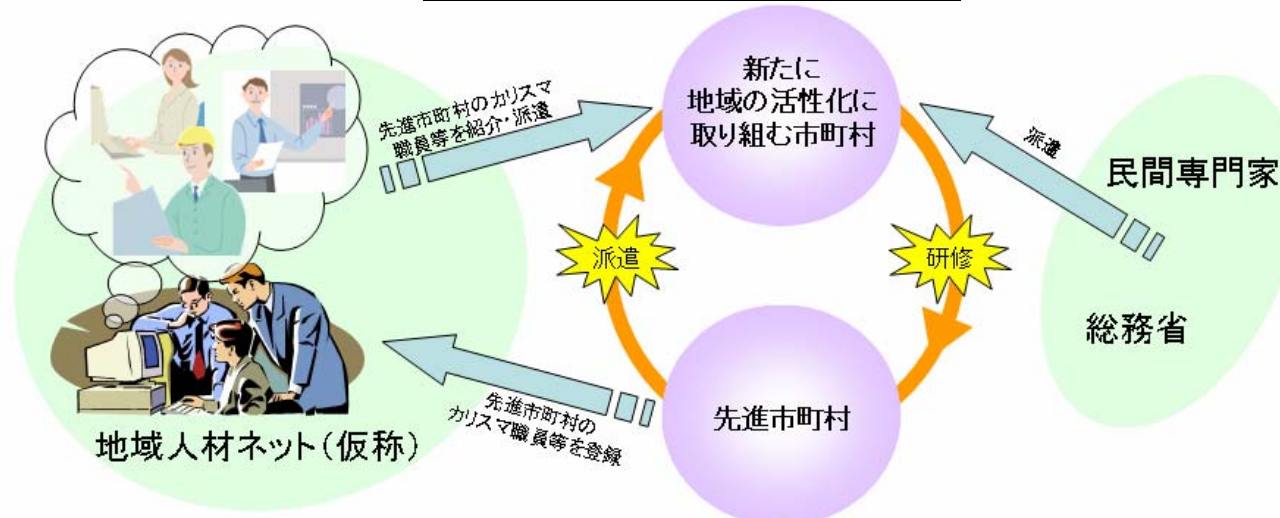 先進市町村のカリスマ
職員等を紹介・派遣
新たに
地域の活性化に
取り組む市町村
派遣
民間専門家
総務省
派遣
研修
先進市町村
先進市町村の
カリスマ職員等を登録
地域人材ネット(仮称)